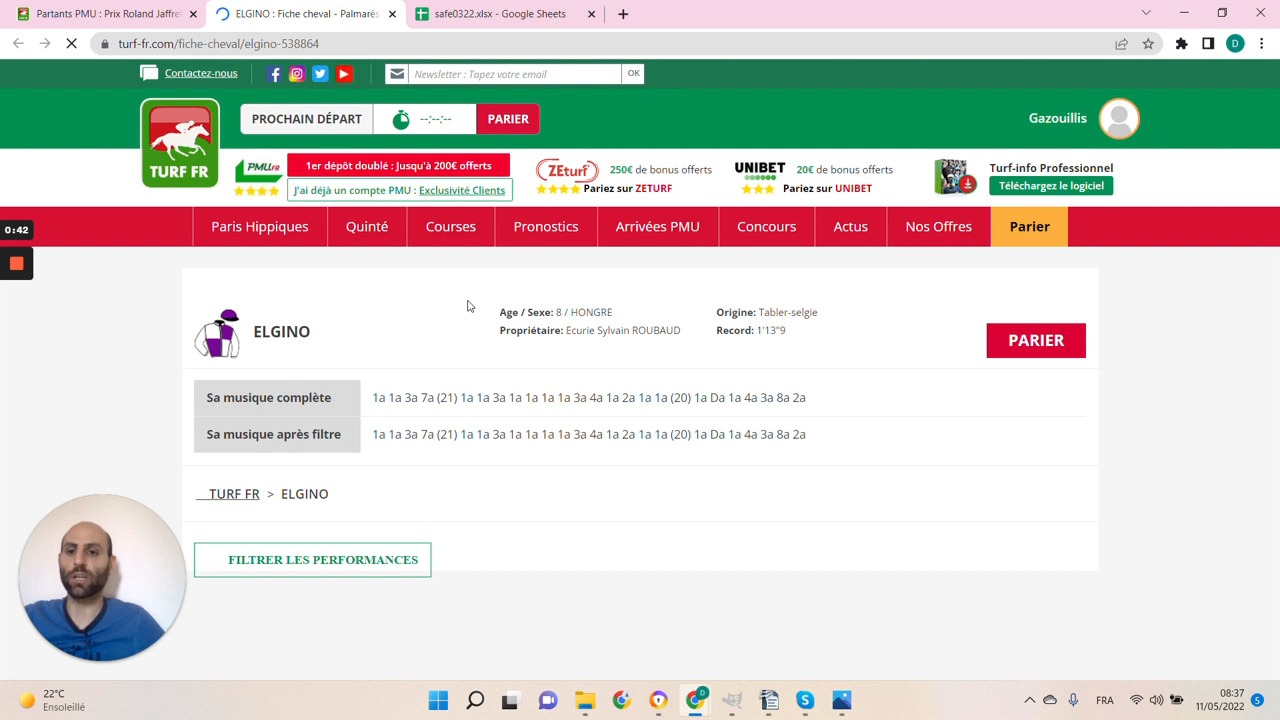 Partants PMU : Prix Roland Jaffrel
ELGINO : Fiche cheval - Palmarès
safe0322.xlsx - Google Sheets
turf-fr.com/fiche-cheval/elgino-538864
D
Contactez-nous
Newsletter : Tapez votre email
OK
TURF FR
PROCHAIN DÉPART
--:--:--
PARIER
Gazouillis
PMU.FR
1er dépôt doublé : Jusqu'à 200€ offerts
J'ai déjà un compte PMU : Exclusivité Clients
ZEturf
250€ de bonus offerts
Pariez sur ZETURF
UNIBET
20€ de bonus offerts
Pariez sur UNIBET
Turf-info Professionnel
Téléchargez le logiciel
Paris Hippiques
Quinté
Courses
Pronostics
Arrivées PMU
Concours
Actus
Nos Offres
Parier
0:42
ELGINO
Age / Sexe: 8 / HONGRE
Origine: Tabler-selgie
Propriétaire: Ecurie Sylvain ROUBAUD
Record: 1'13"9
PARIER
Sa musique complète
1a 1a 3a 7a (21) 1a 1a 3a 1a 1a 1a 1a 3a 4a 1a 2a 1a 1a (20) 1a Da 1a 4a 3a 8a 2a
Sa musique après filtre
1a 1a 3a 7a (21) 1a 1a 3a 1a 1a 1a 1a 3a 4a 1a 2a 1a 1a (20) 1a Da 1a 4a 3a 8a 2a
TURF FR > ELGINO
FILTRER LES PERFORMANCES
22°C
Ensoleillé
D
FRA
08:37
11/05/2022
5